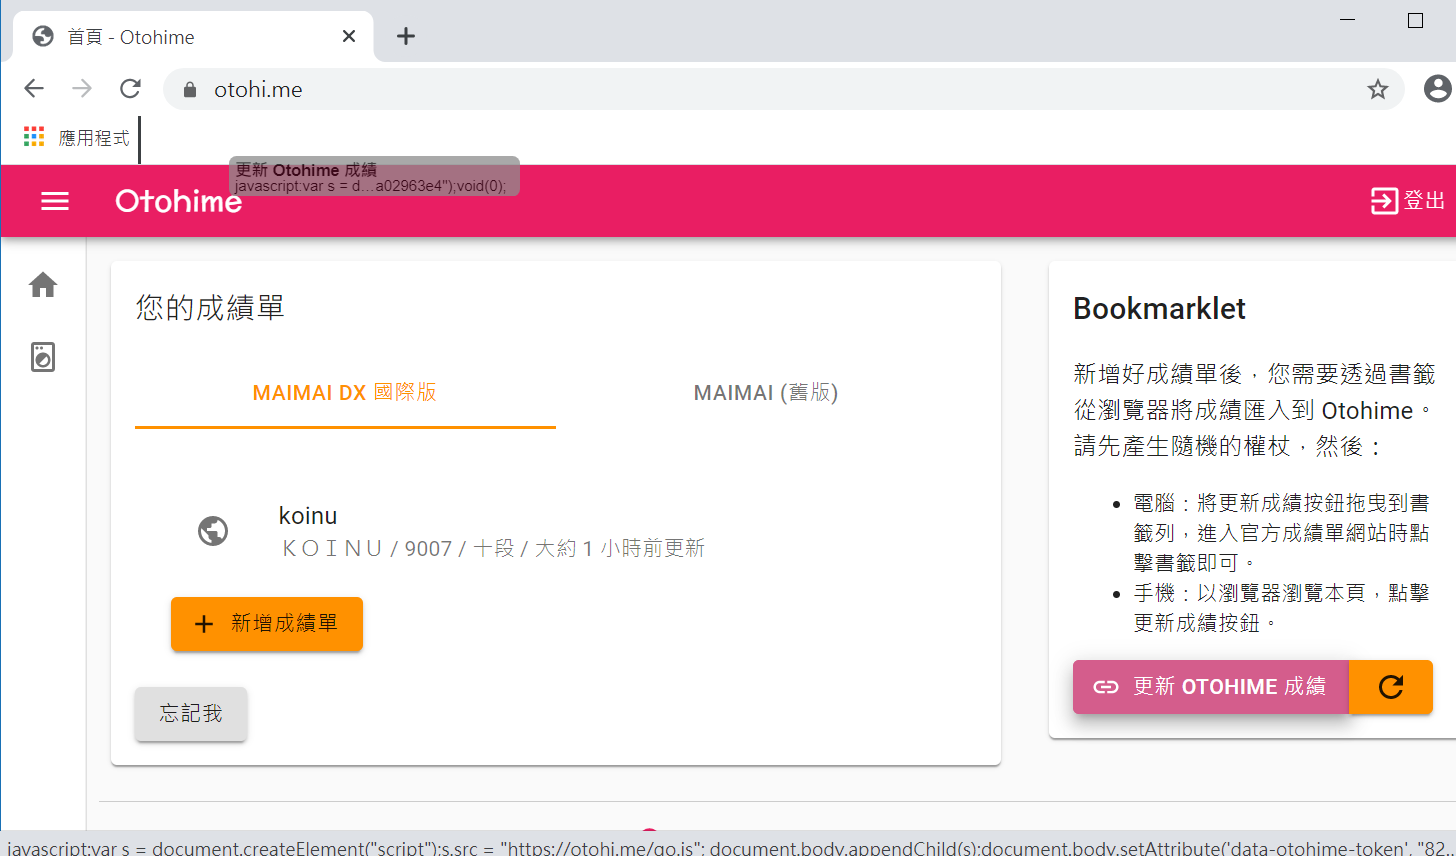 首頁 - Otohime
otohi.me
應用程式
更新 Otohime 成績
javascript:var s = d...a02963e4");void(0);
Otohime
登出
您的成績單
MAIMAI DX 國際版
MAIMAI (舊版)
koinu
ＫＯＩＮＵ / 9007 / 十段 / 大約 1 小時前更新
新增成績單
忘記我
Bookmarklet
新增好成績單後，您需要透過書籤
從瀏覽器將成績匯入到 Otohime。
請先產生隨機的權杖，然後：
• 電腦：將更新成績按鈕拖曳到書
籤列，進入官方成績單網站時點
擊書籤即可。
• 手機：以瀏覽器瀏覽本頁，點擊
更新成績按鈕。
更新 OTOHIME 成績
javascript:var s = document.createElement("script");s.src = "https://otohi.me/go.js"; document.body.appendChild(s);document.body.setAttribute('data-otohime-token', "82